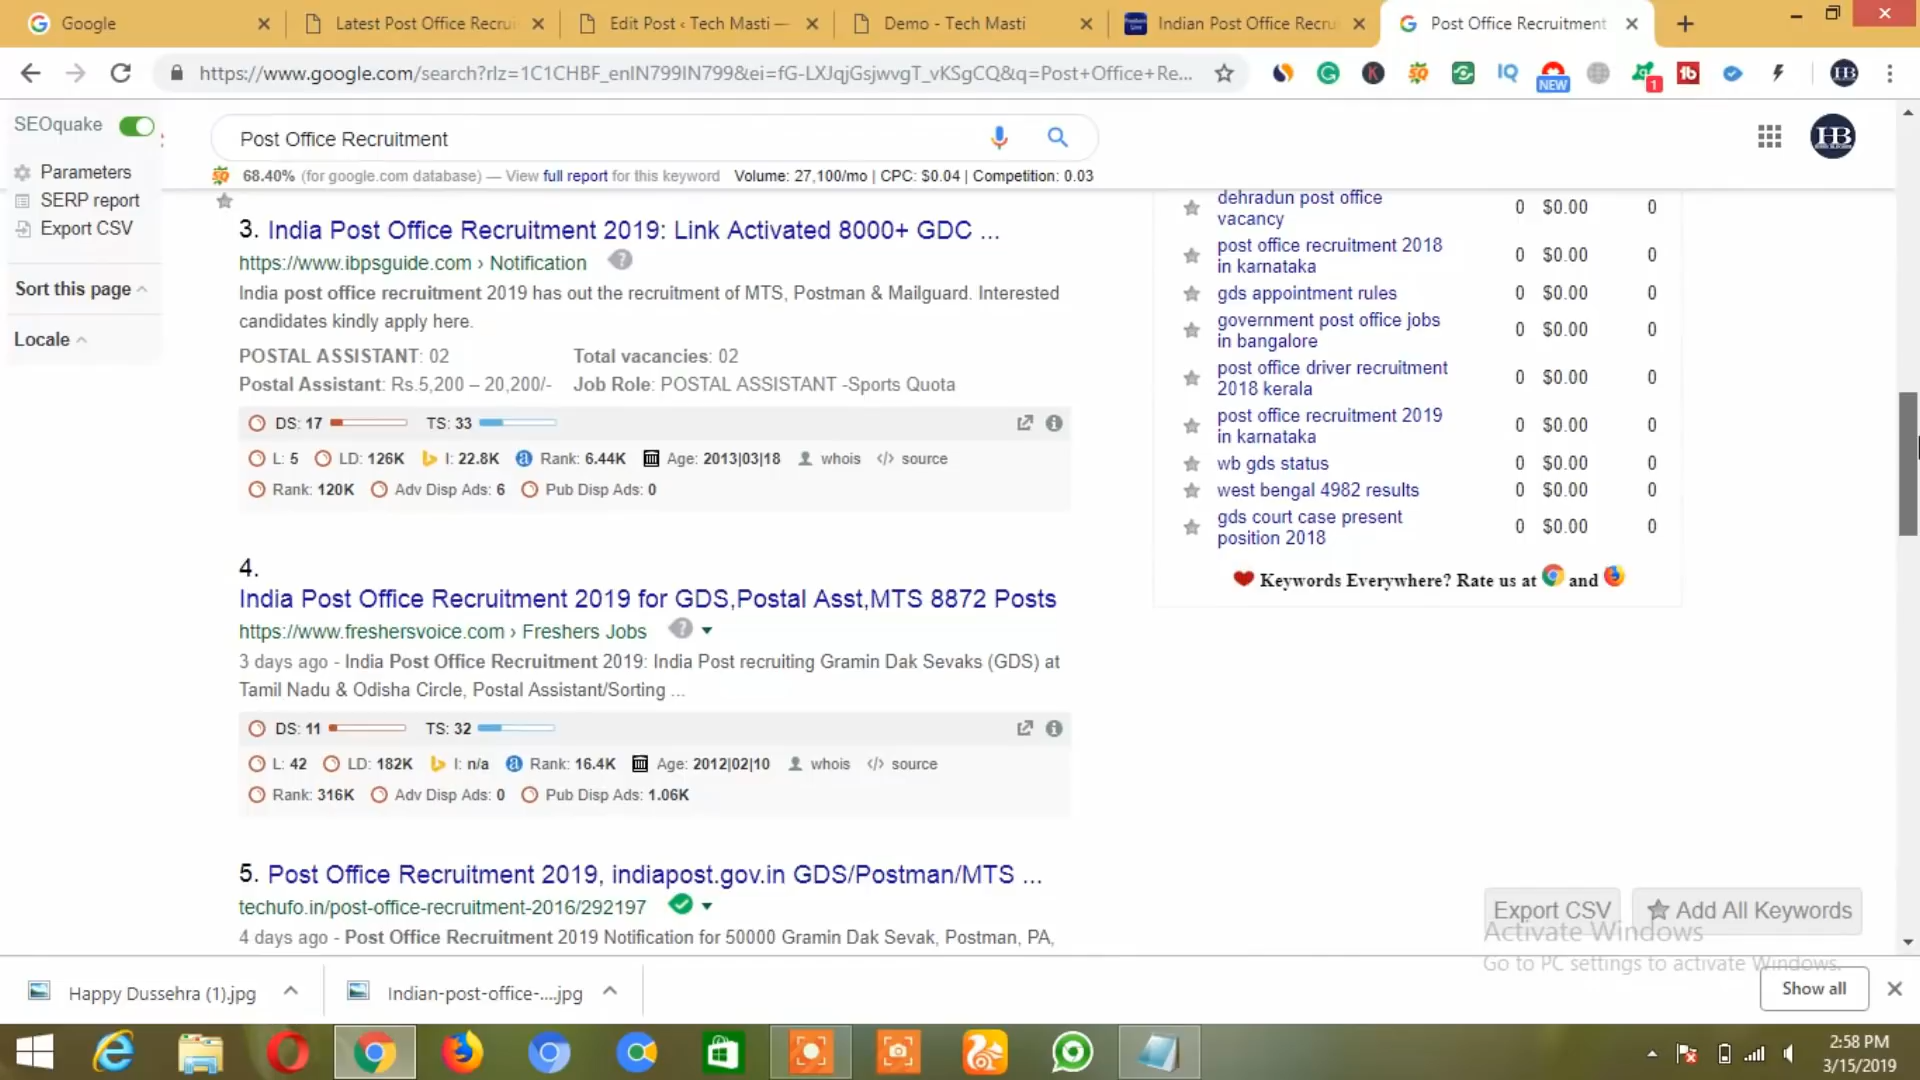 Google
Latest Post Office Recrui
Edit Post ‹ Tech Masti —
Demo - Tech Masti
Indian Post Office Recru
Post Office Recruitment
https://www.google.com/search?rlz=1C1CHBF_enIN799IN799&ei=fG-LXJqjGsjwvgT_vKSgCQ&q=Post+Office+Re...
IQ
NEW
1
tb
HB
SEOquake
Parameters
SERP report
Export CSV
Sort this page
Locale
Post Office Recruitment
HB
68.40% (for google.com database) — View full report for this keyword Volume: 27,100/mo | CPC: $0.04 | Competition: 0.03
3. India Post Office Recruitment 2019: Link Activated 8000+ GDC ...
https://www.ibpsguide.com › Notification
India post office recruitment 2019 has out the recruitment of MTS, Postman & Mailguard. Interested
candidates kindly apply here.
POSTAL ASSISTANT: 02 Total vacancies: 02
Postal Assistant: Rs.5,200 – 20,200/- Job Role: POSTAL ASSISTANT -Sports Quota
DS: 17 TS: 33
L: 5 LD: 126K I: 22.8K Rank: 6.44K Age: 2013|03|18 whois </> source
Rank: 120K Adv Disp Ads: 6 Pub Disp Ads: 0
4.
India Post Office Recruitment 2019 for GDS,Postal Asst,MTS 8872 Posts
https://www.freshersvoice.com › Freshers Jobs
3 days ago - India Post Office Recruitment 2019: India Post recruiting Gramin Dak Sevaks (GDS) at
Tamil Nadu & Odisha Circle, Postal Assistant/Sorting ...
DS: 11 TS: 32
L: 42 LD: 182K I: n/a Rank: 16.4K Age: 2012|02|10 whois </> source
Rank: 316K Adv Disp Ads: 0 Pub Disp Ads: 1.06K
5. Post Office Recruitment 2019, indiapost.gov.in GDS/Postman/MTS ...
techufo.in/post-office-recruitment-2016/292197
4 days ago - Post Office Recruitment 2019 Notification for 50000 Gramin Dak Sevak, Postman, PA,
dehradun post office
vacancy 0 $0.00 0
post office recruitment 2018
in karnataka 0 $0.00 0
gds appointment rules 0 $0.00 0
government post office jobs
in bangalore 0 $0.00 0
post office driver recruitment
2018 kerala 0 $0.00 0
post office recruitment 2019
in karnataka 0 $0.00 0
wb gds status 0 $0.00 0
west bengal 4982 results 0 $0.00 0
gds court case present
position 2018 0 $0.00 0
Keywords Everywhere? Rate us at and
Export CSV Add All Keywords
Activate Windows
Go to PC settings to activate Windows.
Happy Dussehra (1).jpg
Indian-post-office-....jpg
Show all
2:58 PM
3/15/2019